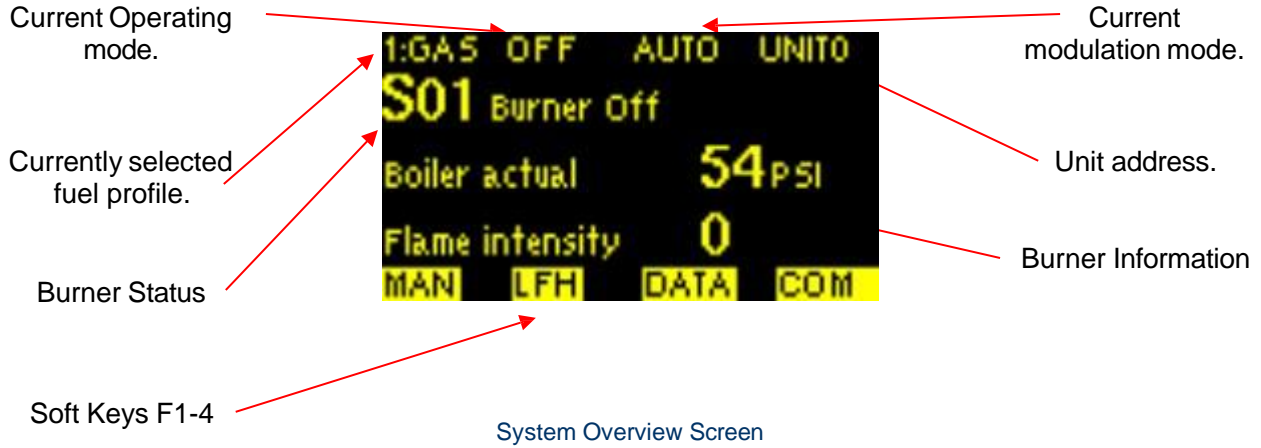 Current Operating
mode.
Current
modulation mode.
1:GAS OFF AUTO UNIT0
S01 Burner Off
Currently selected
fuel profile.
Boiler actual 54 PSI
Unit address.
Flame intensity 0
Burner Information
Burner Status
MAN LFH DATA COM
Soft Keys F1-4
System Overview Screen